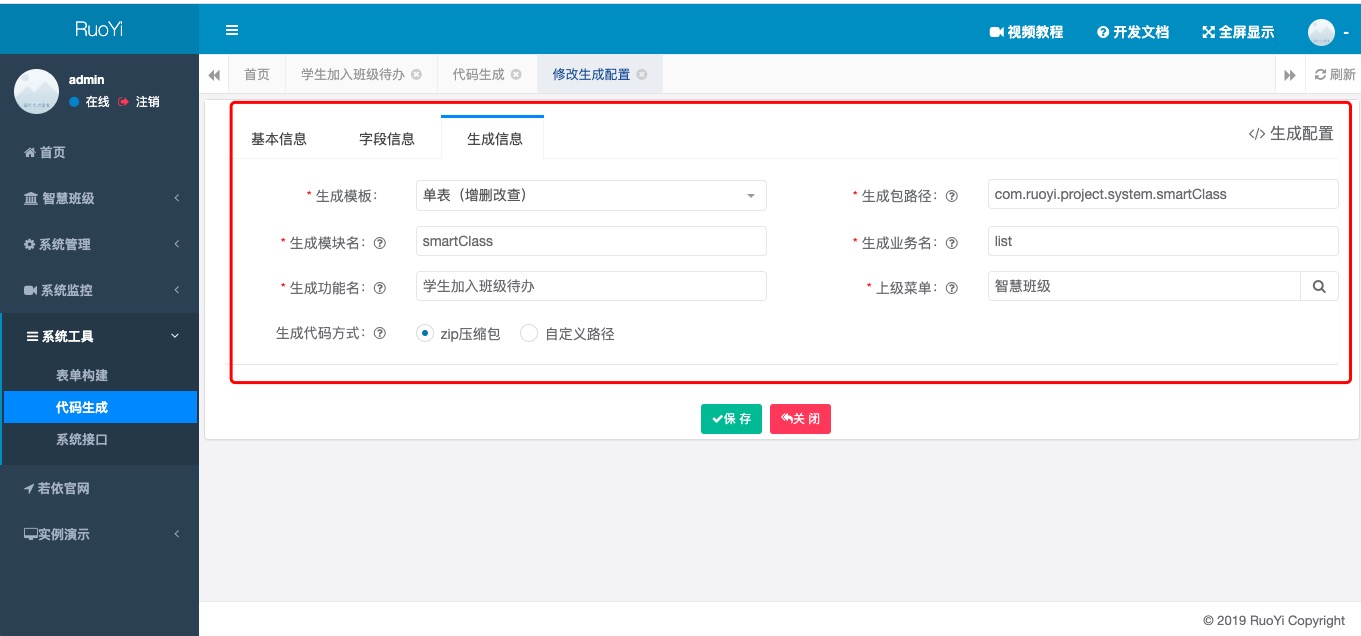 RuoYi
视频教程 开发文档 全屏显示 -
admin
在线 注销
首页 学生加入班级待办 代码生成 修改生成配置 刷新
首页
智慧班级
系统管理
系统监控
系统工具
表单构建
代码生成
系统接口
若依官网
实例演示
基本信息 字段信息 生成信息 </> 生成配置
* 生成模板: 单表（增删改查） * 生成包路径: com.ruoyi.project.system.smartClass
* 生成模块名: smartClass * 生成业务名: list
* 生成功能名: 学生加入班级待办 * 上级菜单: 智慧班级
生成代码方式: zip压缩包 自定义路径
保 存 关 闭
© 2019 RuoYi Copyright